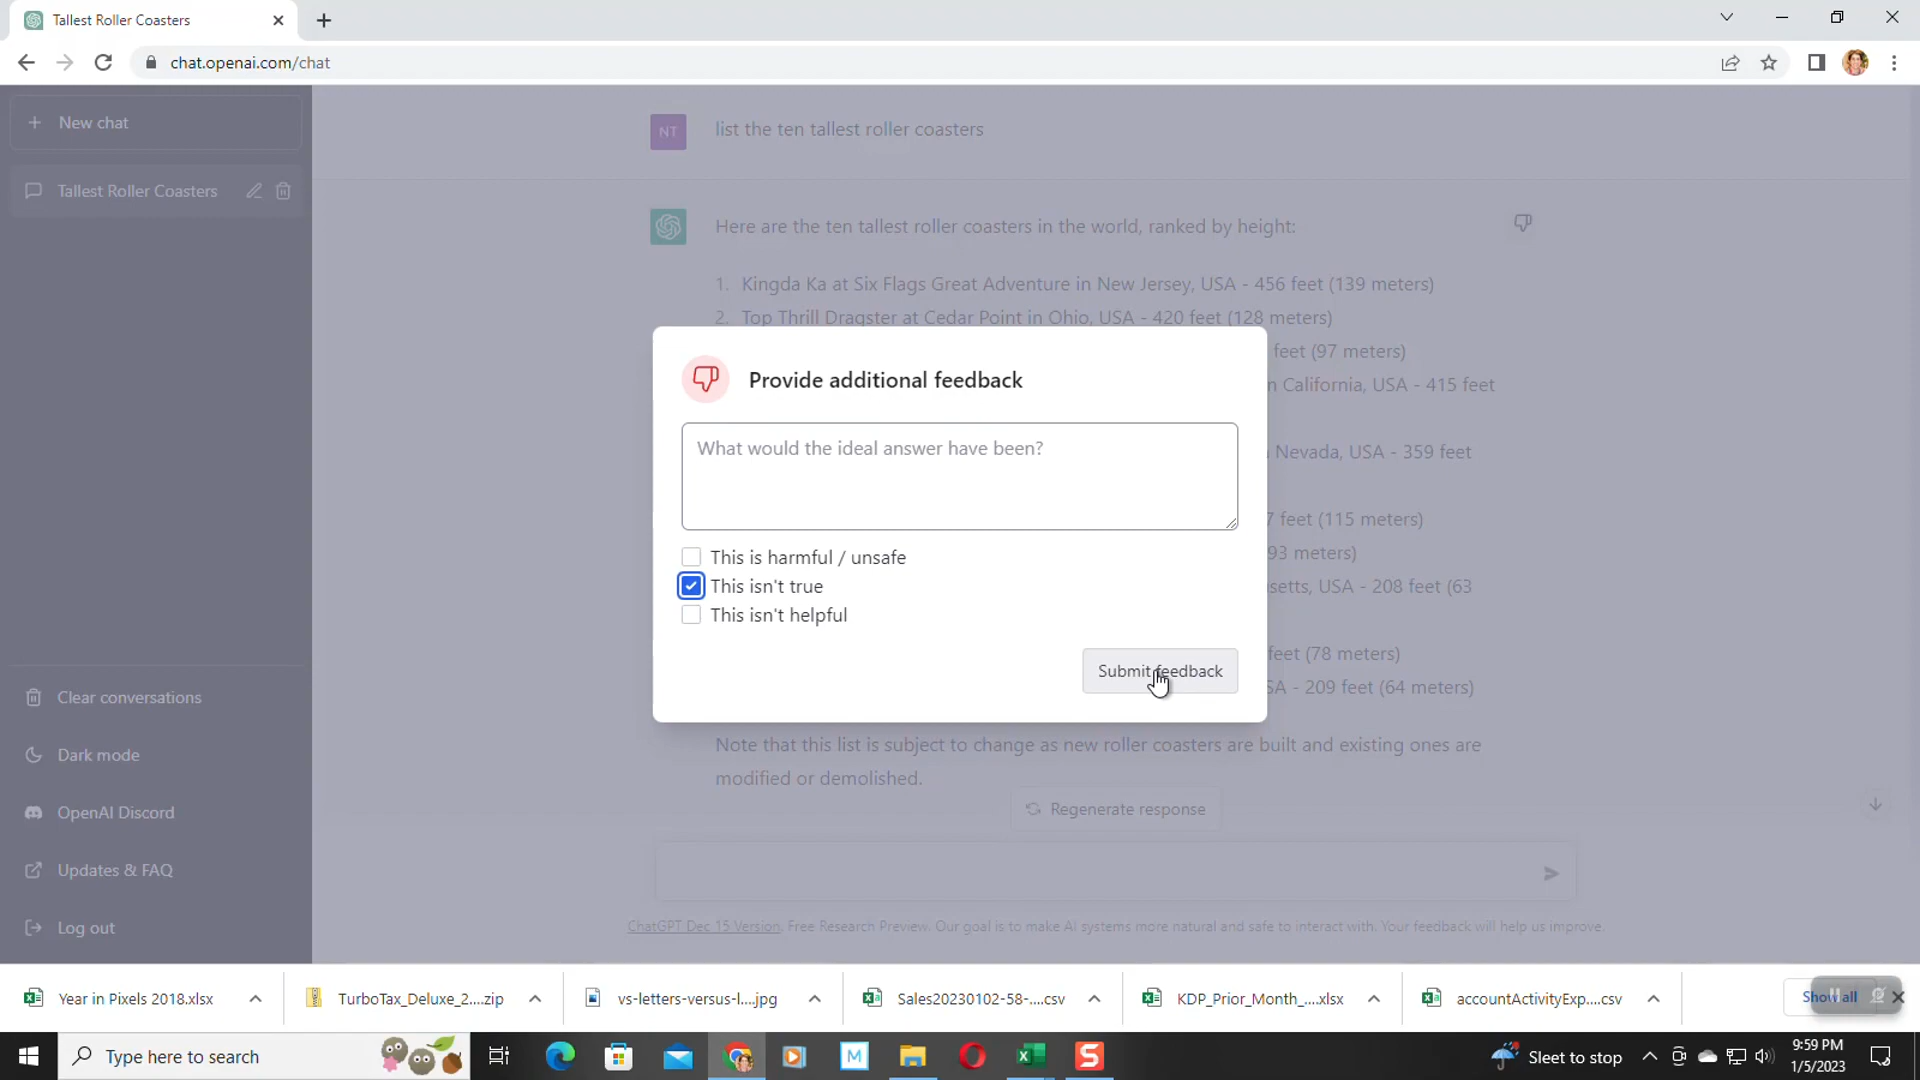 Tallest Roller Coasters
chat.openai.com/chat
New chat
Tallest Roller Coasters
Clear conversations
Dark mode
OpenAI Discord
Updates & FAQ
Log out
NT
list the ten tallest roller coasters
Here are the ten tallest roller coasters in the world, ranked by height:
1. Kingda Ka at Six Flags Great Adventure in New Jersey, USA - 456 feet (139 meters)
2. Top Thrill Dragster at Cedar Point in Ohio, USA - 420 feet (128 meters)
feet (97 meters)
n California, USA - 415 feet
Nevada, USA - 359 feet
7 feet (115 meters)
93 meters)
setts, USA - 208 feet (63
feet (78 meters)
SA - 209 feet (64 meters)
Note that this list is subject to change as new roller coasters are built and existing ones are
modified or demolished.
Provide additional feedback
What would the ideal answer have been?
This is harmful / unsafe
This isn't true
This isn't helpful
Submit feedback
Regenerate response
ChatGPT Dec 15 Version. Free Research Preview. Our goal is to make AI systems more natural and safe to interact with. Your feedback will help us improve.
Year in Pixels 2018.xlsx
TurboTax_Deluxe_2....zip
vs-letters-versus-l....jpg
Sales20230102-58-....csv
KDP_Prior_Month_....xlsx
accountActivityExp....csv
Show all
Type here to search
M
S
Sleet to stop
9:59 PM
1/5/2023